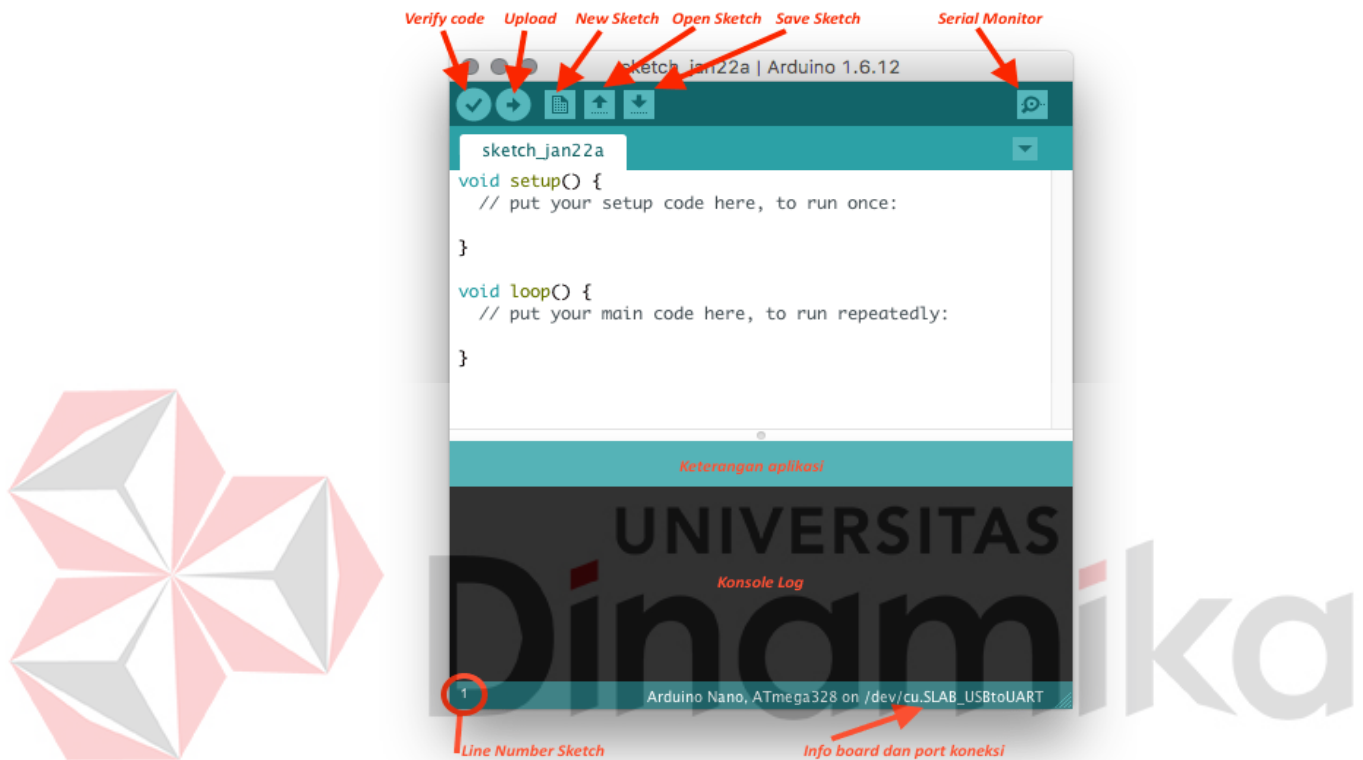 Verify code Upload New Sketch Open Sketch Save Sketch Serial Monitor
sketch_jan22a | Arduino 1.6.12
sketch_jan22a
void setup() {
  // put your setup code here, to run once:
}
void loop() {
  // put your main code here, to run repeatedly:
}
Keterangan aplikasi
UNIVERSITAS
Dinamika
Konsole Log
1 Arduino Nano, ATmega328 on /dev/cu.SLAB_USBtoUART
Line Number Sketch Info board dan port koneksi